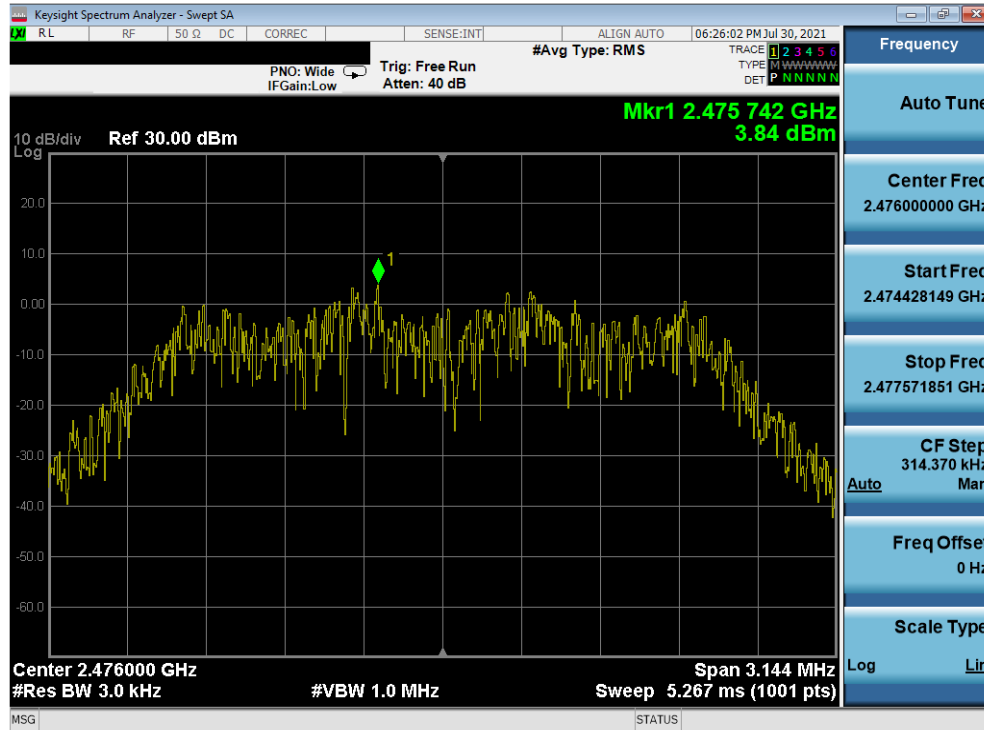 Keysight Spectrum Analyzer - Swept SA
LXI RL RF 50 Ω DC CORREC SENSE:INT ALIGN AUTO 06:26:02 PM Jul 30, 2021
#Avg Type: RMS TRACE 1 2 3 4 5 6
PNO: Wide Trig: Free Run TYPE M WWWWW
IFGain:Low Atten: 40 dB DET P N N N N N
Mkr1 2.475 742 GHz
3.84 dBm
10 dB/div Ref 30.00 dBm
Log
20.0
10.0
1
0.00
-10.0
-20.0
-30.0
-40.0
-50.0
-60.0
Center 2.476000 GHz Span 3.144 MHz
#Res BW 3.0 kHz #VBW 1.0 MHz Sweep 5.267 ms (1001 pts)
MSG STATUS
Frequency
Auto Tune
Center Freq
2.476000000 GHz
Start Freq
2.474428149 GHz
Stop Freq
2.477571851 GHz
CF Step
314.370 kHz
Auto Man
Freq Offset
0 Hz
Scale Type
Log Lin